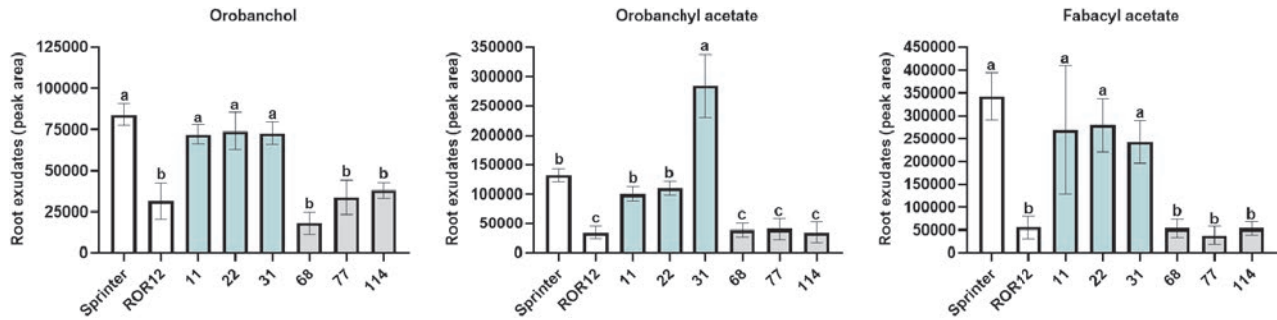 Orobanchol
Root exudates (peak area)
125000
100000
75000
50000
25000
0
a
b
a
a
a
b
b
b
Sprinter
ROR12
11
22
31
68
77
114
Orobanchyl acetate
Root exudates (peak area)
350000
300000
250000
200000
150000
100000
50000
0
b
c
b
b
a
c
c
c
Sprinter
ROR12
11
22
31
68
77
114
Fabacyl acetate
Root exudates (peak area)
450000
400000
350000
300000
250000
200000
150000
100000
50000
0
a
b
a
a
a
b
b
b
Sprinter
ROR12
11
22
31
68
77
114